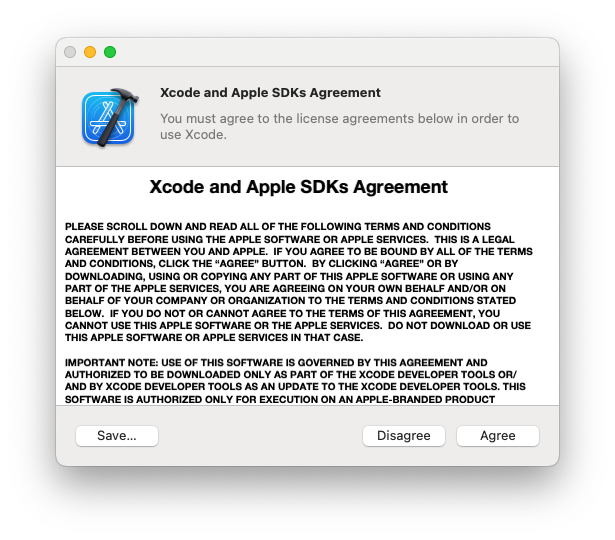 Xcode and Apple SDKs Agreement
You must agree to the license agreements below in order to
use Xcode.
Xcode and Apple SDKs Agreement
PLEASE SCROLL DOWN AND READ ALL OF THE FOLLOWING TERMS AND CONDITIONS
CAREFULLY BEFORE USING THE APPLE SOFTWARE OR APPLE SERVICES.  THIS IS A LEGAL
AGREEMENT BETWEEN YOU AND APPLE.  IF YOU AGREE TO BE BOUND BY ALL OF THE TERMS
AND CONDITIONS, CLICK THE “AGREE” BUTTON.  BY CLICKING “AGREE” OR BY
DOWNLOADING, USING OR COPYING ANY PART OF THIS APPLE SOFTWARE OR USING ANY
PART OF THE APPLE SERVICES, YOU ARE AGREEING ON YOUR OWN BEHALF AND/OR ON
BEHALF OF YOUR COMPANY OR ORGANIZATION TO THE TERMS AND CONDITIONS STATED
BELOW.  IF YOU DO NOT OR CANNOT AGREE TO THE TERMS OF THIS AGREEMENT, YOU
CANNOT USE THIS APPLE SOFTWARE OR THE APPLE SERVICES.  DO NOT DOWNLOAD OR USE
THIS APPLE SOFTWARE OR APPLE SERVICES IN THAT CASE.
IMPORTANT NOTE: USE OF THIS SOFTWARE IS GOVERNED BY THIS AGREEMENT AND
AUTHORIZED TO BE DOWNLOADED ONLY AS PART OF THE XCODE DEVELOPER TOOLS OR/
AND BY XCODE DEVELOPER TOOLS AS AN UPDATE TO THE XCODE DEVELOPER TOOLS. THIS
SOFTWARE IS AUTHORIZED ONLY FOR EXECUTION ON AN APPLE-BRANDED PRODUCT
Save... Disagree Agree